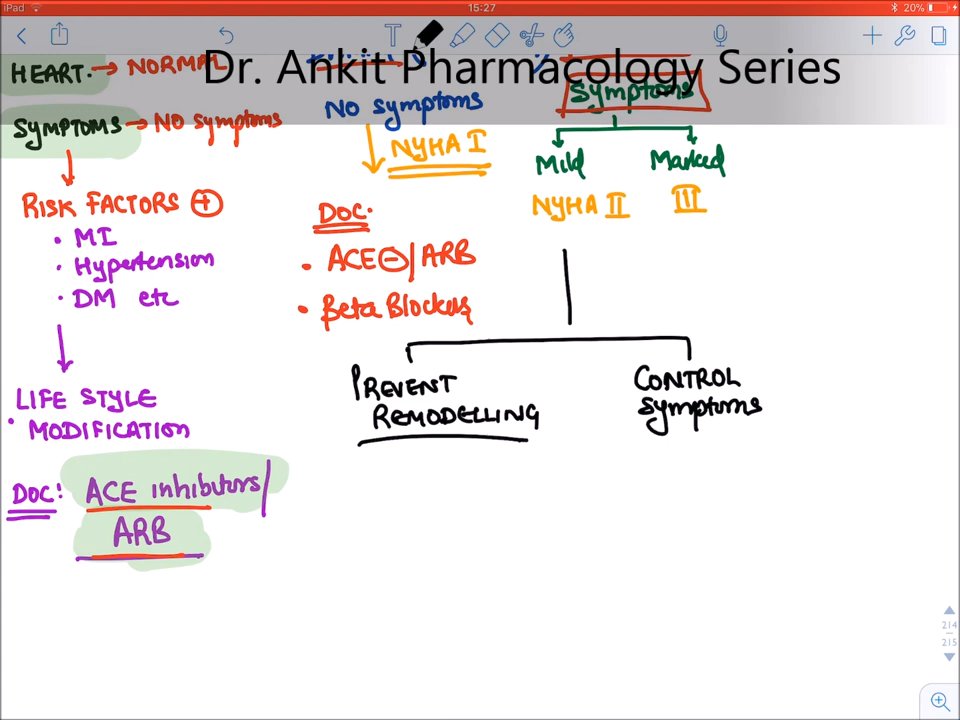 iPad
15:27
20%
Dr. Ankit Pharmacology Series
HEART. → NORMAL
SYMPTOMS → NO symptoms
RISK FACTORS +
• MI
• Hypertension
• DM etc
LIFE STYLE
MODIFICATION
DOC: ACE inhibitors/
ARB
NO symptoms
NYHA I
DOC.
• ACE ⊖/ARB
• Beta Blockers
Symptoms
Mild Marked
NYHA II III
PREVENT
REMODELLING
CONTROL
Symptoms
214
215